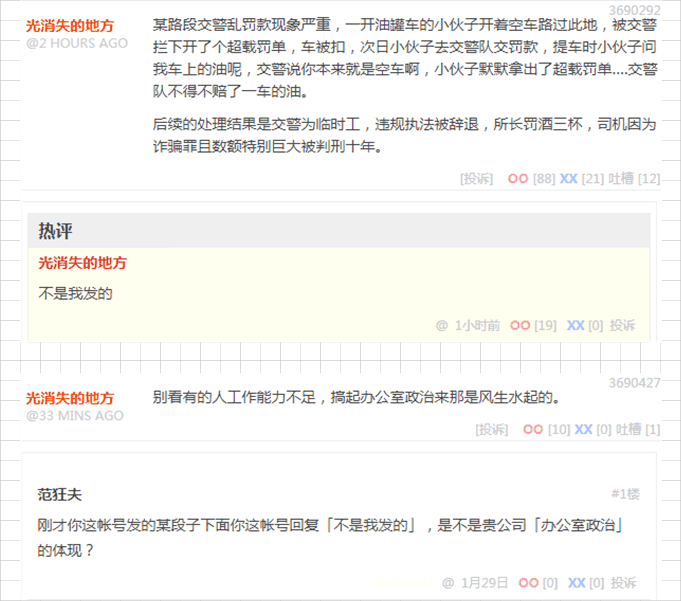 3690292
光消失的地方
@2 HOURS AGO
某路段交警乱罚款现象严重，一开油罐车的小伙子开着空车路过此地，被交警
拦下开了个超载罚单，车被扣，次日小伙子去交警队交罚款，提车时小伙子问
我车上的油呢，交警说你本来就是空车啊，小伙子默默拿出了超载罚单....交警
队不得不赔了一车的油。
后续的处理结果是交警为临时工，违规执法被辞退，所长罚酒三杯，司机因为
诈骗罪且数额特别巨大被判刑十年。
[投诉] OO [88] XX [21] 吐槽 [12]
热评
光消失的地方
不是我发的
@ 1小时前 OO [19] XX [0] 投诉
3690427
光消失的地方
@33 MINS AGO
别看有的人工作能力不足，搞起办公室政治来那是风生水起的。
[投诉] OO [10] XX [0] 吐槽 [1]
范狂夫
#1楼
刚才你这帐号发的某段子下面你这帐号回复「不是我发的」，是不是贵公司「办公室政治」
的体现？
@ 1月29日 OO [0] XX [0] 投诉